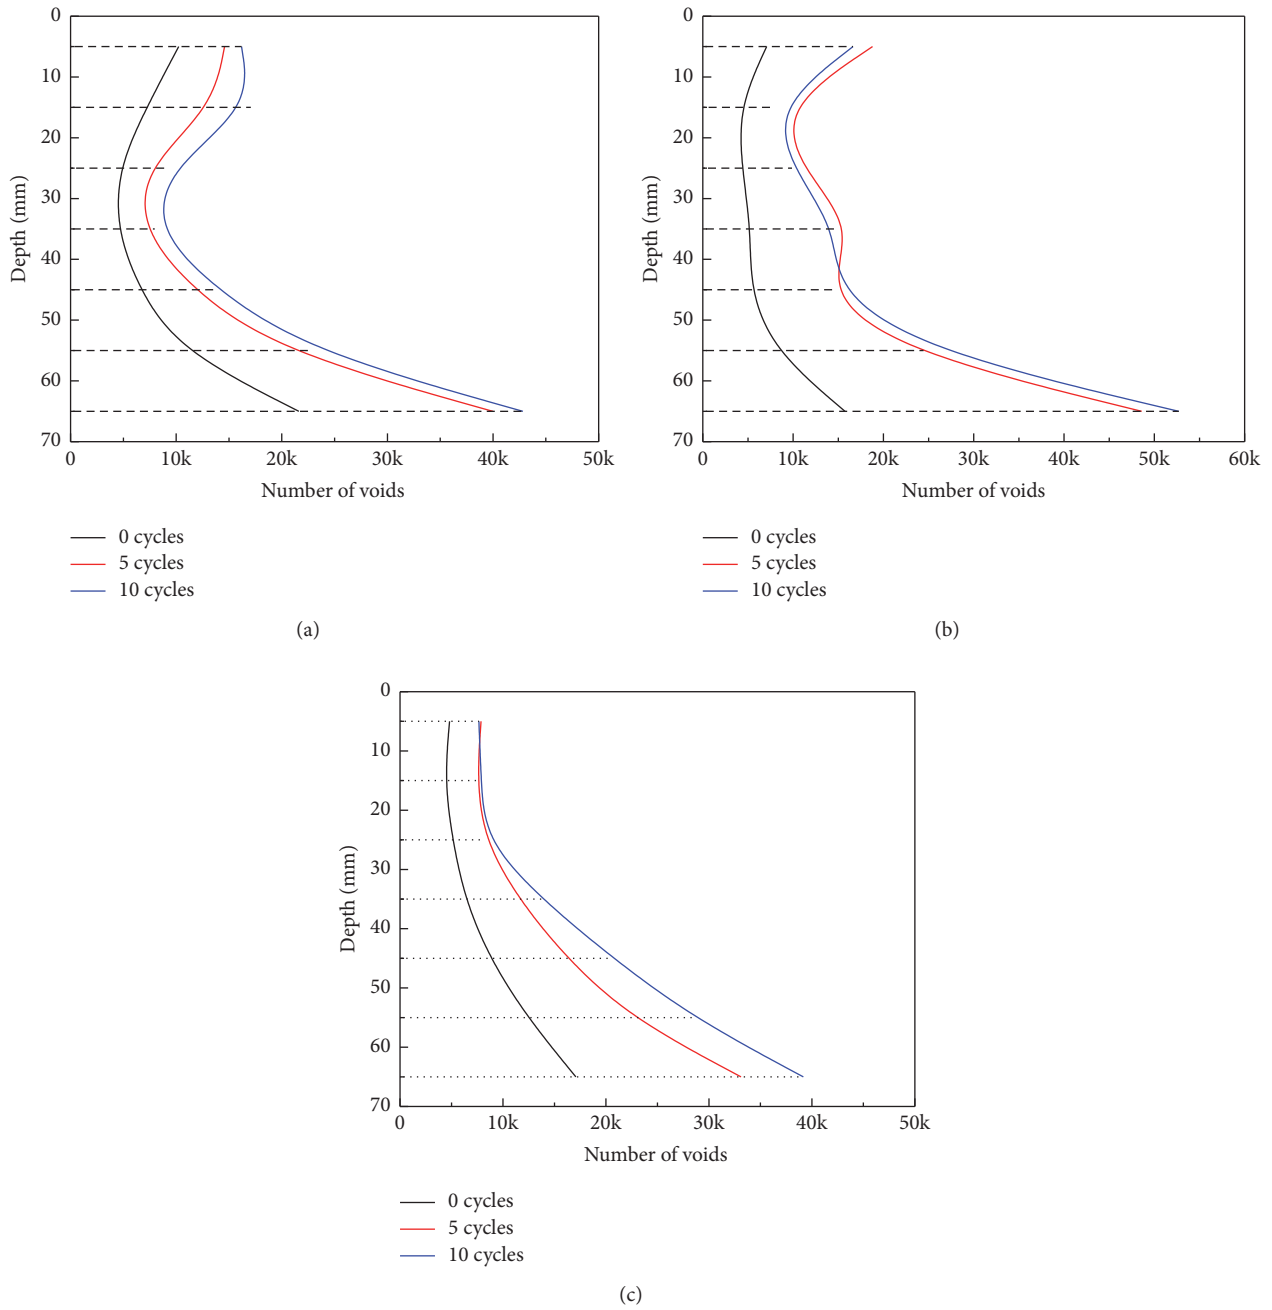 0
10
20
30
40
50
60
70
Depth (mm)
0 10k 20k 30k 40k 50k
Number of voids
0 cycles
5 cycles
10 cycles
(a)
0
10
20
30
40
50
60
70
Depth (mm)
0 10k 20k 30k 40k 50k 60k
Number of voids
0 cycles
5 cycles
10 cycles
(b)
0
10
20
30
40
50
60
70
Depth (mm)
0 10k 20k 30k 40k 50k
Number of voids
0 cycles
5 cycles
10 cycles
(c)